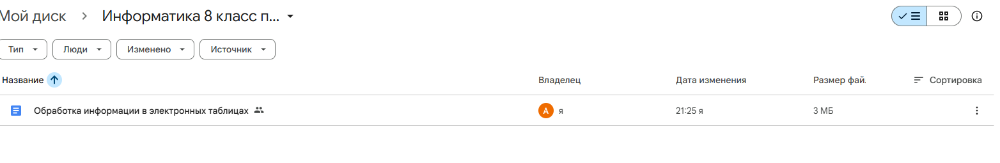 Мой диск > Информатика 8 класс п...
Тип Люди Изменено Источник
Название Владелец Дата изменения Размер фай. Сортировка
Обработка информации в электронных таблицах А я 21:25 я 3 МБ